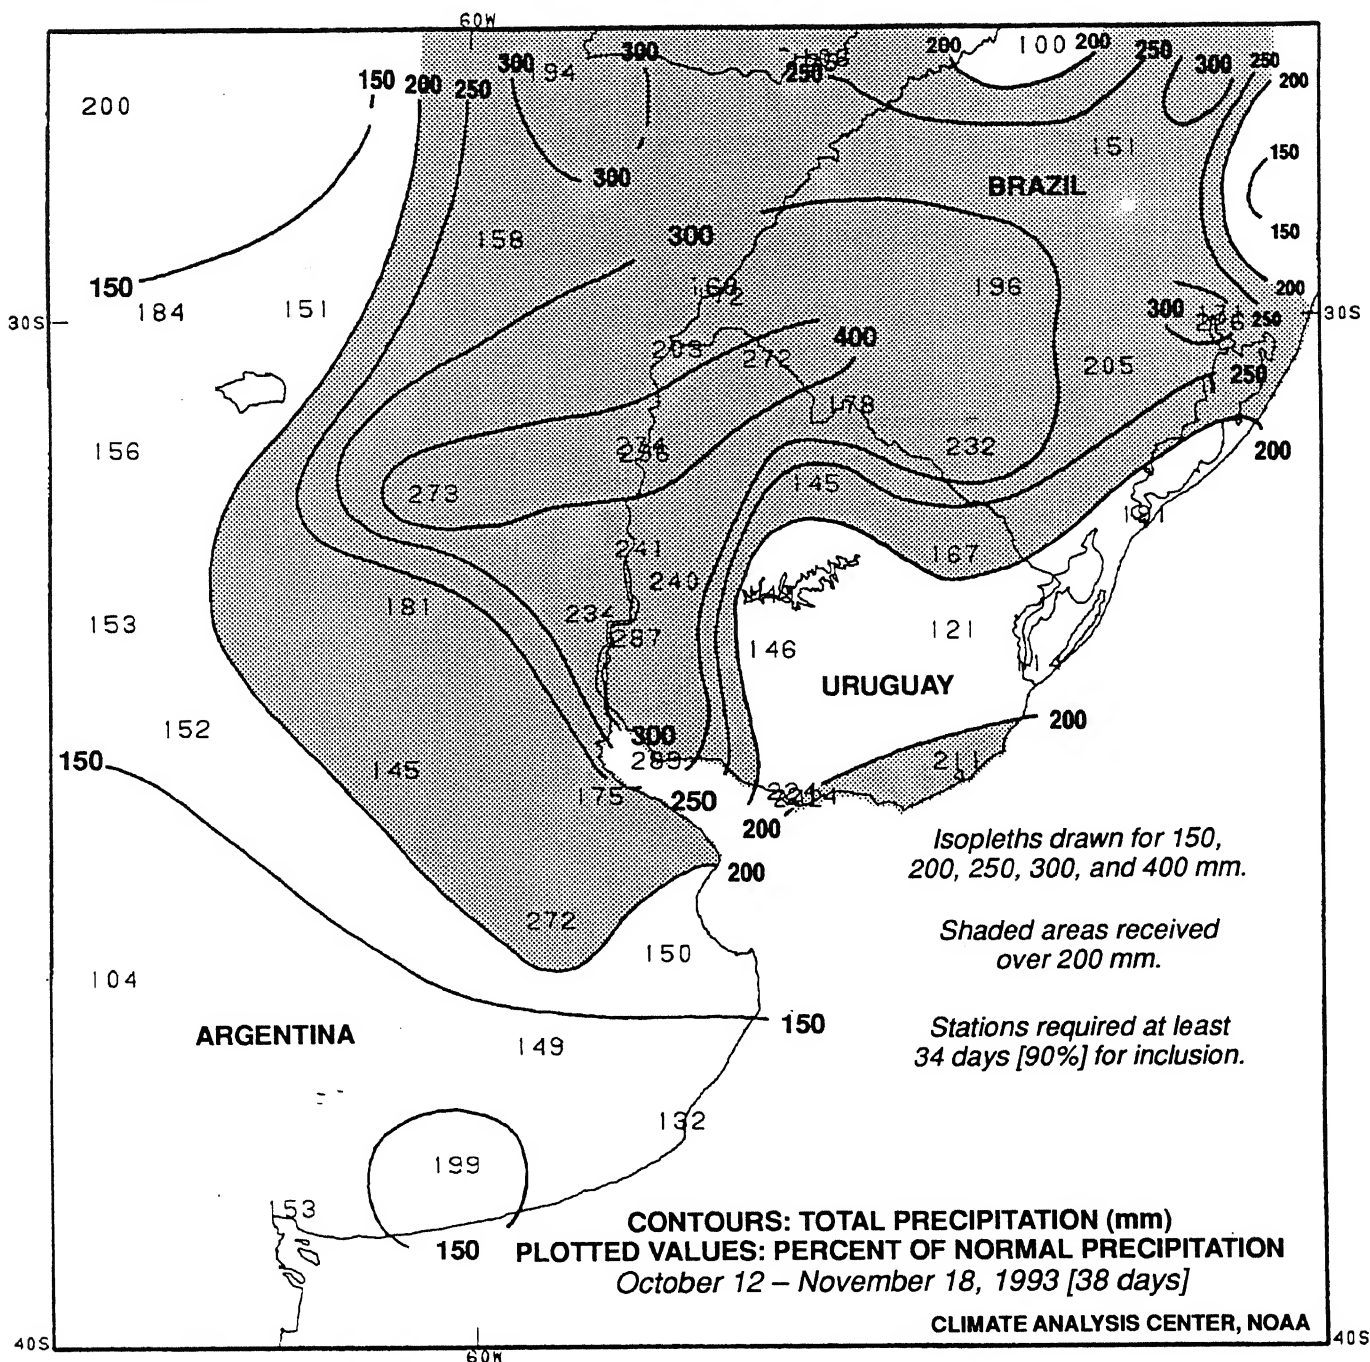 60W
200 100 200 250
300 300 94 250 300 250 200
150 200 250
200
151 150
BRAZIL
300
158 300 150
150 196 200
184 151 300 250
30S 30S
400
203 272 205 250
178
156 232 200
273 145
241 167
240
181 234
153 287 121
146
URUGUAY
152 300 200
150 145 211
175 250
200
Isopleths drawn for 150,
200, 250, 300, and 400 mm.
200
272 Shaded areas received
150 over 200 mm.
104
ARGENTINA 150 Stations required at least
149 34 days [90%] for inclusion.
132
199
153
CONTOURS: TOTAL PRECIPITATION (mm)
150 PLOTTED VALUES: PERCENT OF NORMAL PRECIPITATION
October 12 – November 18, 1993 [38 days]
CLIMATE ANALYSIS CENTER, NOAA
40S 40S
60W